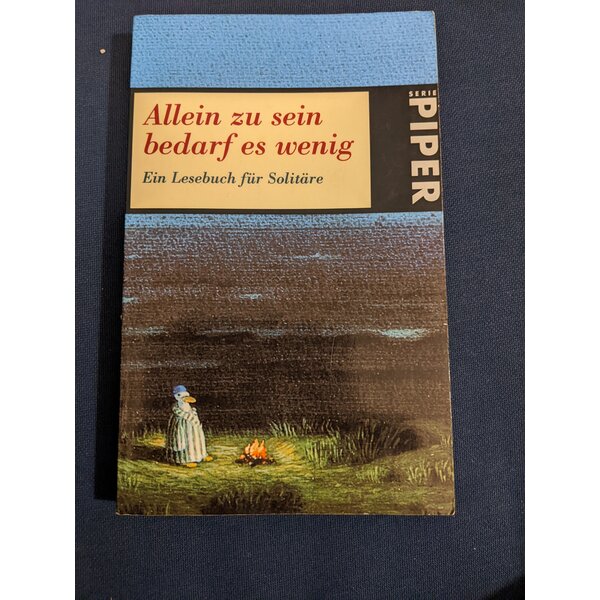 Allein zu sein
bedarf es wenig
Ein Lesebuch für Solitäre
SERIE
PIPER